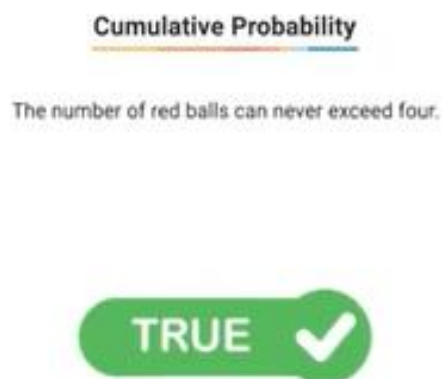 Cumulative Probability
The number of red balls can never exceed four.
TRUE